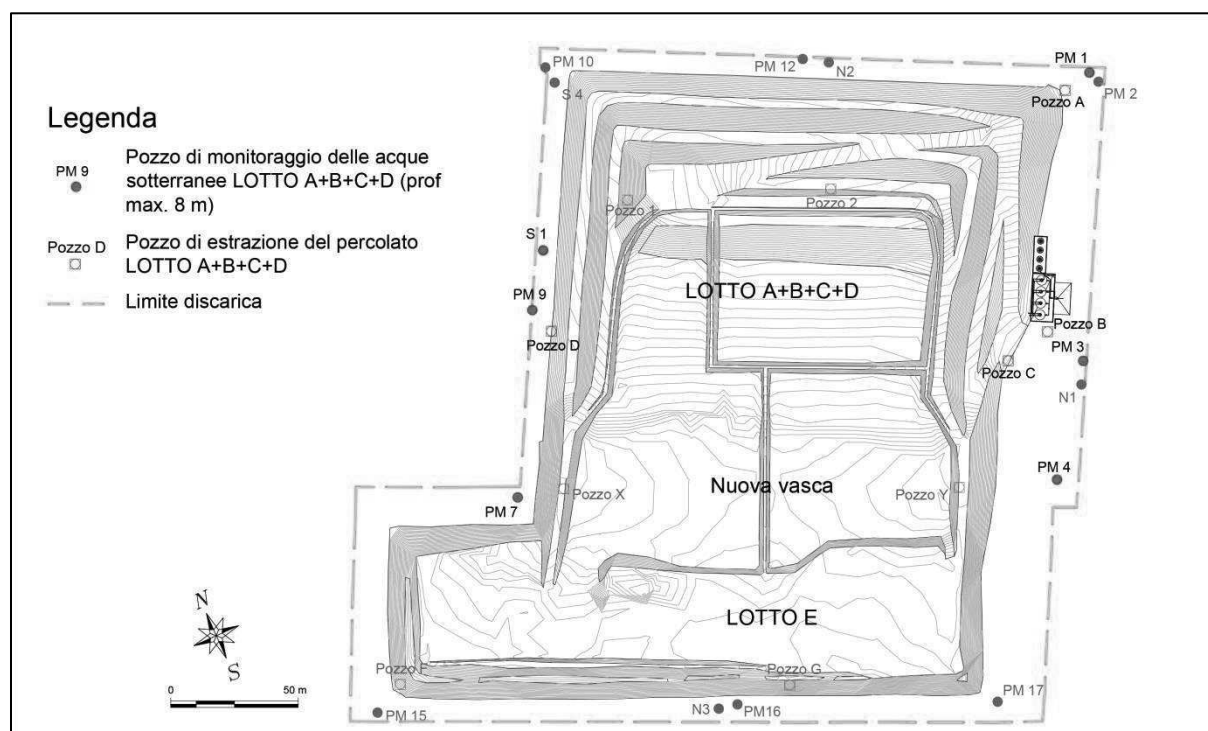 Legenda
PM 9
Pozzo di monitoraggio delle acque
sotterranee LOTTO A+B+C+D (prof
max. 8 m)
Pozzo D
Pozzo di estrazione del percolato
LOTTO A+B+C+D
Limite discarica
PM 10
S 4
PM 12
N2
PM 1
PM 2
Pozzo A
Pozzo 1
Pozzo 2
S 1
PM 9
Pozzo D
LOTTO A+B+C+D
Pozzo B
PM 3
Pozzo C
N1
PM 4
Pozzo X
Nuova vasca
Pozzo Y
PM 7
LOTTO E
N
S
0 50 m
Pozzo F
Pozzo G
PM 15
N3
PM16
PM 17